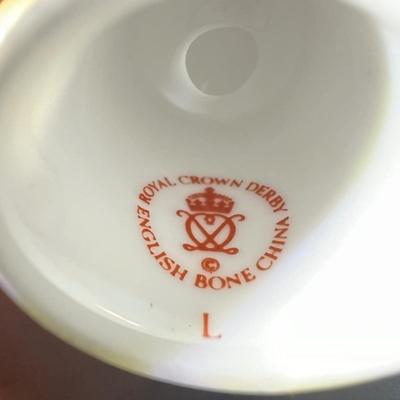 ROYAL CROWN DERBY
ENGLISH BONE CHINA
©
L